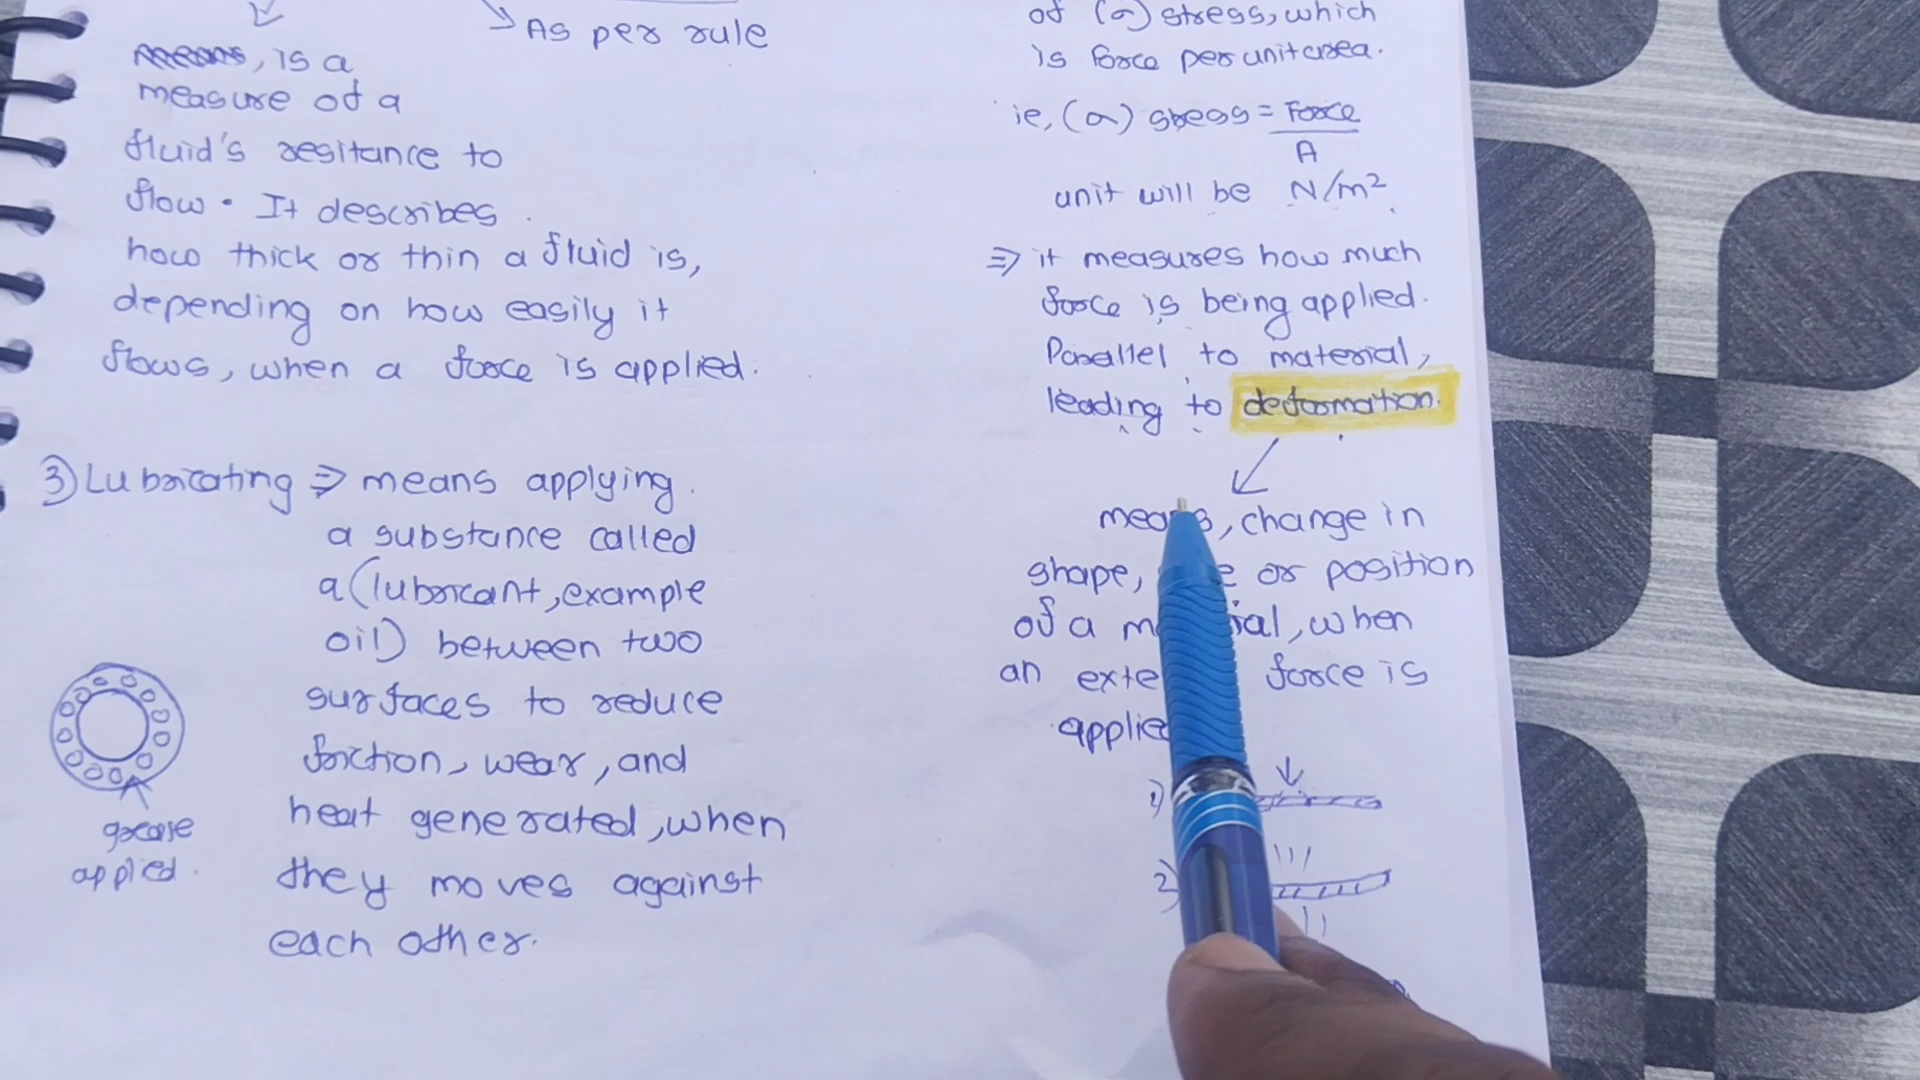 As per rule
means, is a
measure of a
fluid's resitance to
flow. It describes
how thick or thin a fluid is,
depending on how easily it
flows, when a force is applied.
3) Lubricating ⇒ means applying.
a substance called
a (lubricant, example
oil) between two
surfaces to reduce
friction, wear, and
heat generated, when
they moves against
each other.
grease
applied.
of (σ) stress, which
is force per unit area.
ie, (σ) stress = Force
A
unit will be N/m²
⇒ it measures how much
force is being applied.
Parallel to material,
leading to deformation.
means, change in
shape, or position
of a when
an force is
1)
2)